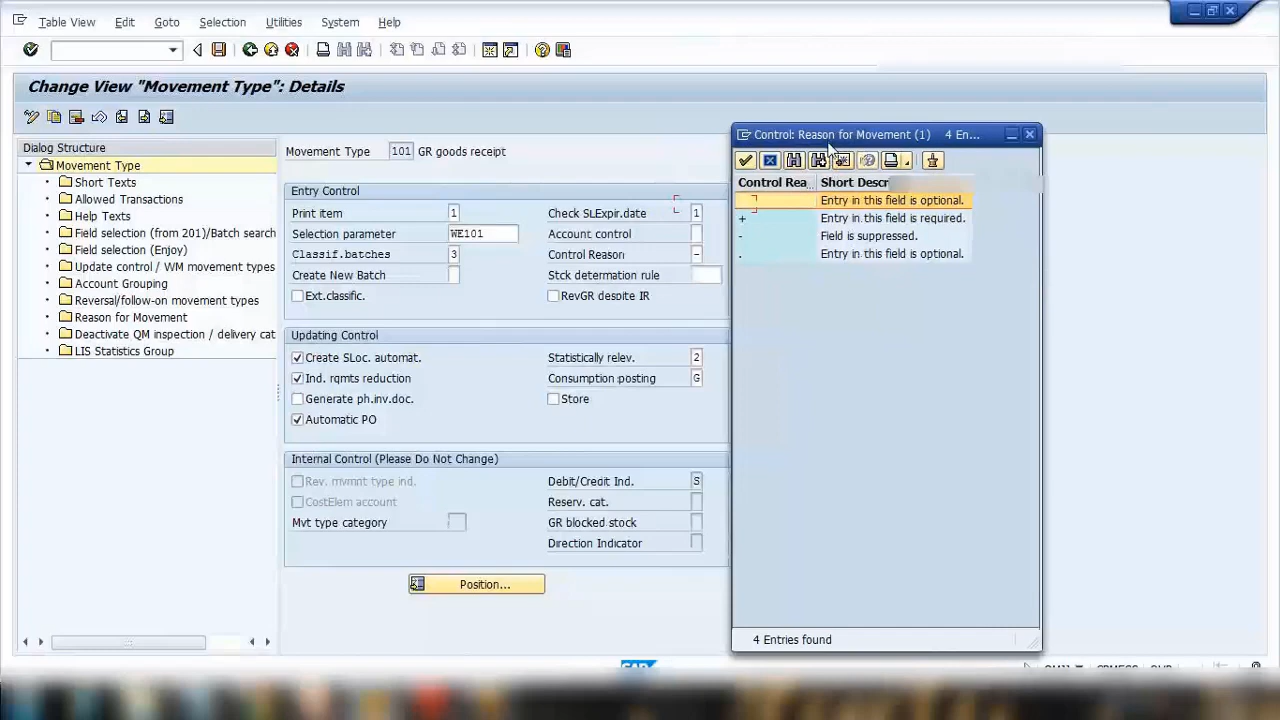 Table View Edit Goto Selection Utilities System Help
Change View "Movement Type": Details
Dialog Structure
Movement Type
Short Texts
Allowed Transactions
Help Texts
Field selection (from 201)/Batch search
Field selection (Enjoy)
Update control / WM movement types
Account Grouping
Reversal/follow-on movement types
Reason for Movement
Deactivate QM inspection / delivery cat
LIS Statistics Group
Movement Type 101 GR goods receipt
Entry Control
Print item 1 Check SLExpir.date 1
Selection parameter WE101 Account control
Classif.batches 3 Control Reason -
Create New Batch Stck determation rule
Ext.classific. RevGR despite IR
Updating Control
Create SLoc. automat. Statistically relev. 2
Ind. rqmts reduction Consumption posting G
Generate ph.inv.doc. Store
Automatic PO
Internal Control (Please Do Not Change)
Rev. mvmnt type ind. Debit/Credit Ind. S
CostElem account Reserv. cat.
Mvt type category GR blocked stock
Direction Indicator
Position...
Control: Reason for Movement (1) 4 En...
Control Rea.. Short Descr
Entry in this field is optional.
+ Entry in this field is required.
- Field is suppressed.
. Entry in this field is optional.
4 Entries found
SAP